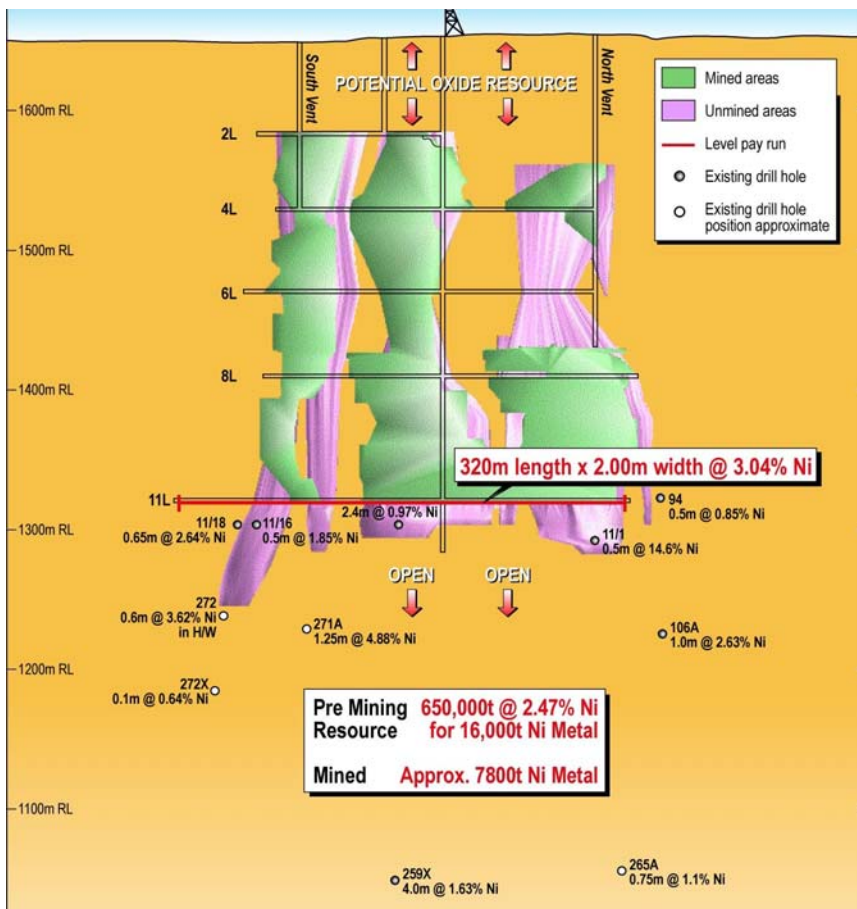 South Vent
North Vent
POTENTIAL OXIDE RESOURCE
Mined areas
Unmined areas
Level pay run
Existing drill hole
Existing drill hole
position approximate
1600m RL
2L
4L
1500m RL
6L
8L
1400m RL
320m length x 2.00m width @ 3.04% Ni
11L
94
0.5m @ 0.85% Ni
2.4m @ 0.97% Ni
1300m RL
11/18
0.65m @ 2.64% Ni
11/16
0.5m @ 1.85% Ni
11/1
0.5m @ 14.6% Ni
OPEN
OPEN
272
0.6m @ 3.62% Ni
in H/W
271A
1.25m @ 4.88% Ni
106A
1.0m @ 2.63% Ni
1200m RL
272X
0.1m @ 0.64% Ni
Pre Mining 650,000t @ 2.47% Ni
Resource for 16,000t Ni Metal
Mined Approx. 7800t Ni Metal
1100m RL
259X
4.0m @ 1.63% Ni
265A
0.75m @ 1.1% Ni